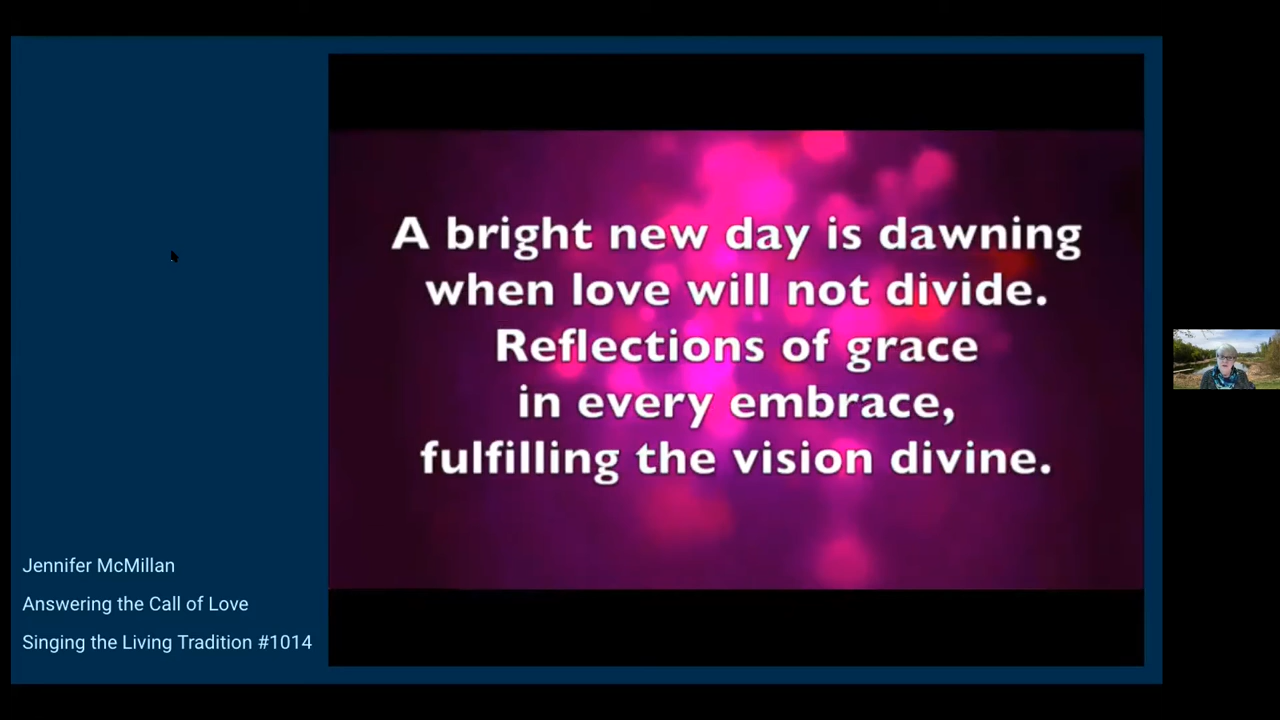 A bright new day is dawning
when love will not divide.
Reflections of grace
in every embrace,
fulfilling the vision divine.
Jennifer McMillan
Answering the Call of Love
Singing the Living Tradition #1014